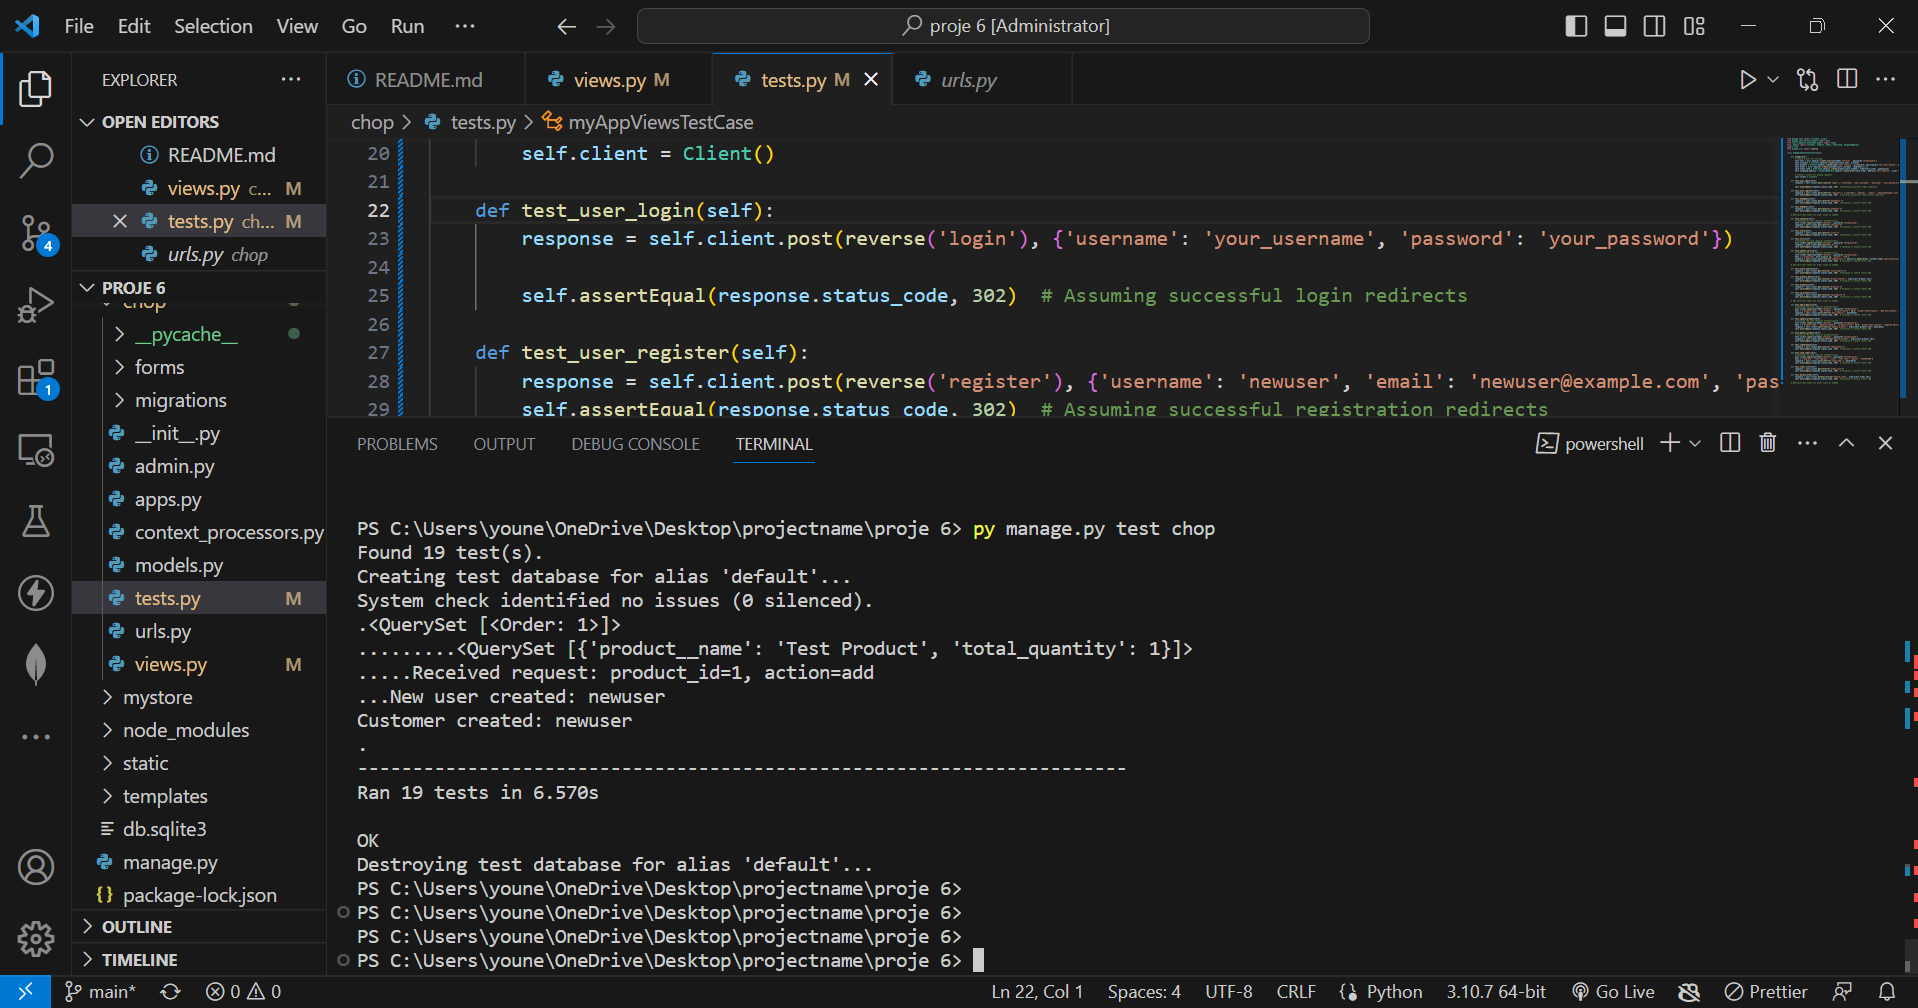 File Edit Selection View Go Run ···
proje 6 [Administrator]
EXPLORER ···
OPEN EDITORS
README.md
views.py c... M
tests.py ch... M
urls.py chop
PROJE 6
chop
__pycache__
forms
migrations
__init__.py
admin.py
apps.py
context_processors.py
models.py
tests.py M
urls.py
views.py M
mystore
node_modules
static
templates
db.sqlite3
manage.py
{} package-lock.json
OUTLINE
TIMELINE
4
1
README.md views.py M tests.py M urls.py
chop > tests.py > myAppViewsTestCase
20 self.client = Client()
21
22 def test_user_login(self):
23 response = self.client.post(reverse('login'), {'username': 'your_username', 'password': 'your_password'})
24
25 self.assertEqual(response.status_code, 302) # Assuming successful login redirects
26
27 def test_user_register(self):
28 response = self.client.post(reverse('register'), {'username': 'newuser', 'email': 'newuser@example.com', 'pas
29 self.assertEqual(response.status_code, 302) # Assuming successful registration redirects
PROBLEMS OUTPUT DEBUG CONSOLE TERMINAL powershell
PS C:\Users\youne\OneDrive\Desktop\projectname\proje 6> py manage.py test chop
Found 19 test(s).
Creating test database for alias 'default'...
System check identified no issues (0 silenced).
.<QuerySet [<Order: 1>]>
.........<QuerySet [{'product__name': 'Test Product', 'total_quantity': 1}]>
.....Received request: product_id=1, action=add
...New user created: newuser
Customer created: newuser
.
----------------------------------------------------------------------
Ran 19 tests in 6.570s
OK
Destroying test database for alias 'default'...
PS C:\Users\youne\OneDrive\Desktop\projectname\proje 6>
PS C:\Users\youne\OneDrive\Desktop\projectname\proje 6>
PS C:\Users\youne\OneDrive\Desktop\projectname\proje 6>
PS C:\Users\youne\OneDrive\Desktop\projectname\proje 6>
main* 0 0 Ln 22, Col 1 Spaces: 4 UTF-8 CRLF Python 3.10.7 64-bit Go Live Prettier